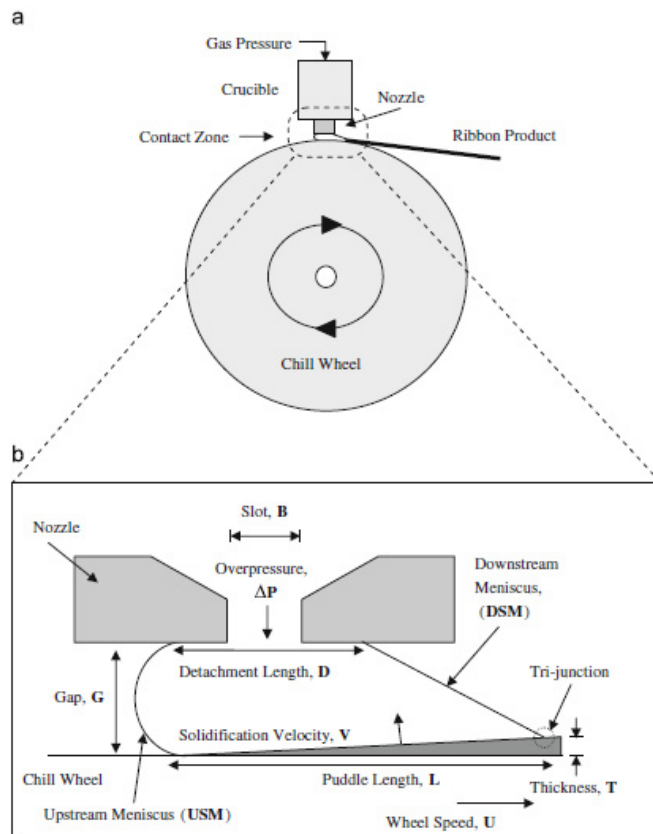 a
Gas Pressure
Crucible
Nozzle
Contact Zone
Ribbon Product
Chill Wheel
b
Slot, B
Nozzle
Overpressure,
ΔP
Downstream
Meniscus,
(DSM)
Detachment Length, D
Tri-junction
Gap, G
Solidification Velocity, V
Chill Wheel
Puddle Length, L
Thickness, T
Upstream Meniscus (USM)
Wheel Speed, U